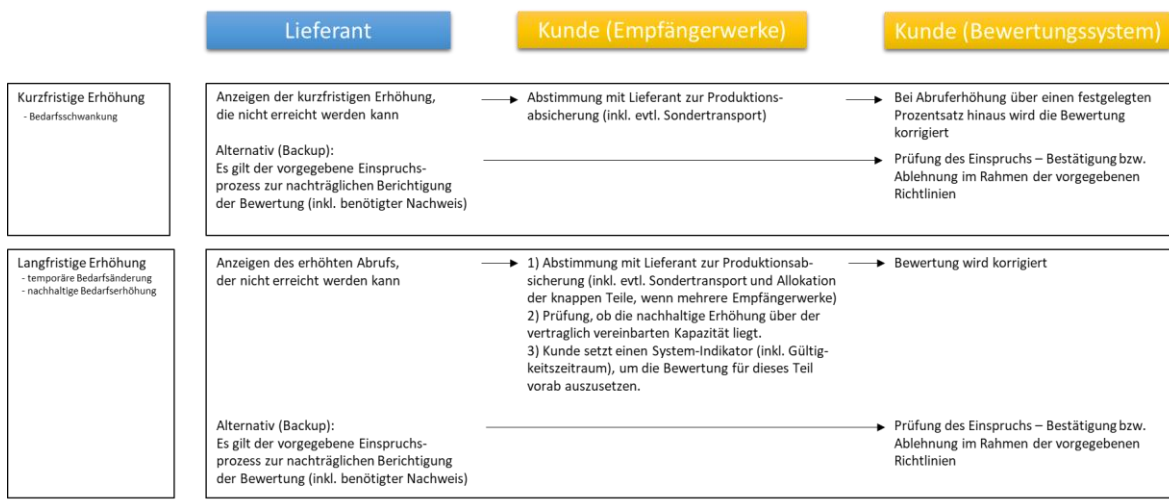 Lieferant
Kunde (Empfängerwerke)
Kunde (Bewertungssystem)
Kurzfristige Erhöhung
- Bedarfsschwankung
Anzeigen der kurzfristigen Erhöhung,
die nicht erreicht werden kann
Abstimmung mit Lieferant zur Produktions-
absicherung (inkl. evtl. Sondertransport)
Bei Abruferhöhung über einen festgelegten
Prozentsatz hinaus wird die Bewertung
korrigiert
Alternativ (Backup):
Es gilt der vorgegebene Einspruchs-
prozess zur nachträglichen Berichtigung
der Bewertung (inkl. benötigter Nachweis)
Prüfung des Einspruchs – Bestätigung bzw.
Ablehnung im Rahmen der vorgegebenen
Richtlinien
Langfristige Erhöhung
- temporäre Bedarfsänderung
- nachhaltige Bedarfserhöhung
Anzeigen des erhöhten Abrufs,
der nicht erreicht werden kann
1) Abstimmung mit Lieferant zur Produktionsab-
sicherung (inkl. evtl. Sondertransport und Allokation
der knappen Teile, wenn mehrere Empfängerwerke)
2) Prüfung, ob die nachhaltige Erhöhung über der
vertraglich vereinbarten Kapazität liegt.
3) Kunde setzt einen System-Indikator (inkl. Gültig-
keitszeitraum), um die Bewertung für dieses Teil
vorab auszusetzen.
Bewertung wird korrigiert
Alternativ (Backup):
Es gilt der vorgegebene Einspruchs-
prozess zur nachträglichen Berichtigung
der Bewertung (inkl. benötigter Nachweis)
Prüfung des Einspruchs – Bestätigung bzw.
Ablehnung im Rahmen der vorgegebenen
Richtlinien